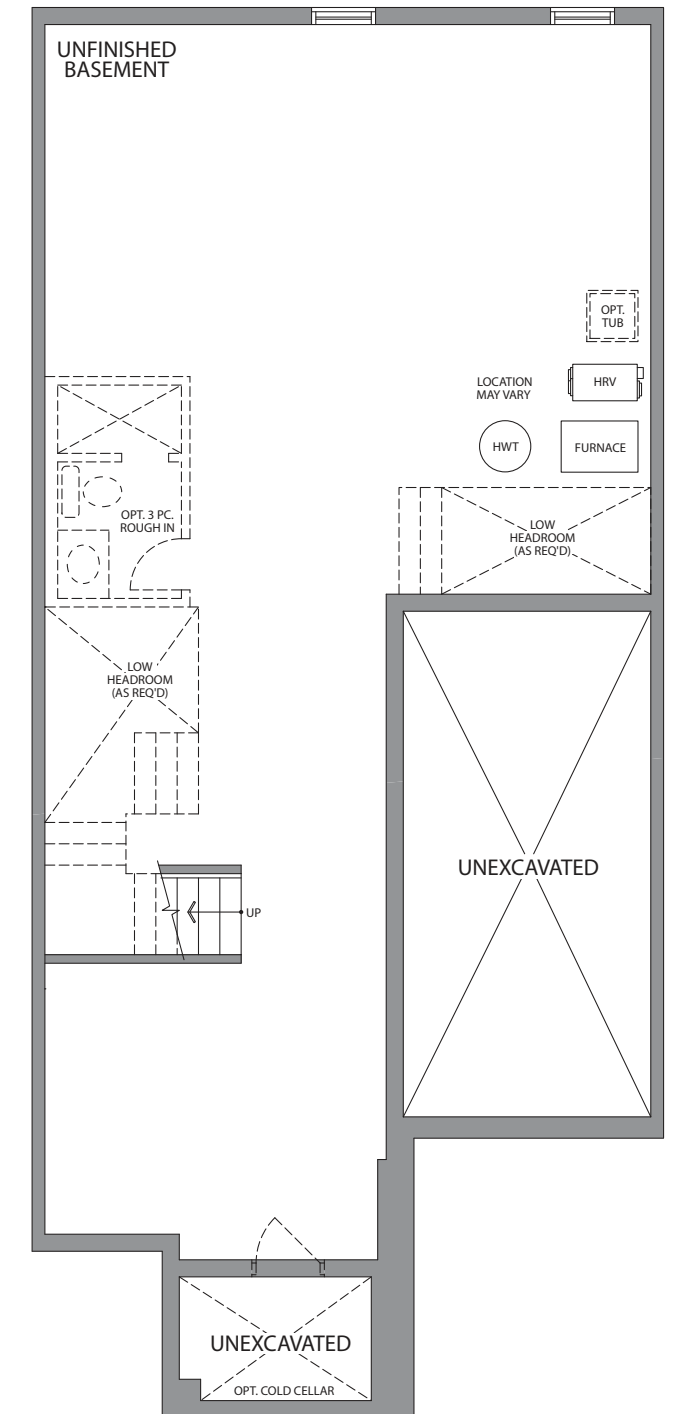 UNFINISHED
BASEMENT
OPT.
TUB
LOCATION
MAY VARY
HRV
HWT
FURNACE
OPT. 3 PC.
ROUGH IN
LOW
HEADROOM
(AS REQ'D)
LOW
HEADROOM
(AS REQ'D)
UNEXCAVATED
UP
UNEXCAVATED
OPT. COLD CELLAR